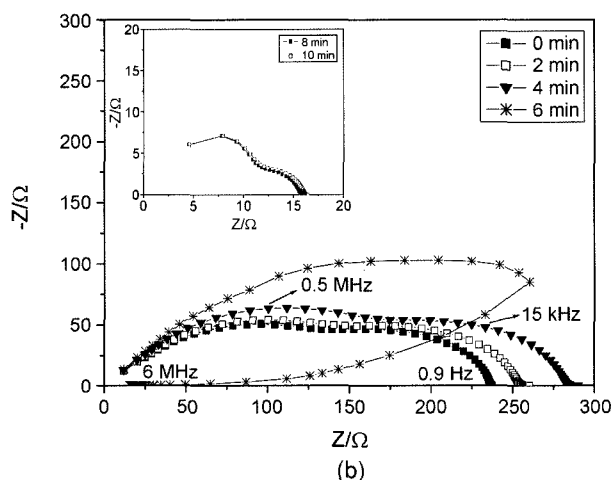 -300
-250
-200
-150
-100
-50
0
-Z/Ω
20
15
10
5
0
-Z/Ω
0 5 10 15 20
Z/Ω
8 min
10 min
0 min
2 min
4 min
6 min
0.5 MHz
15 kHz
6 MHz
0.9 Hz
0 50 100 150 200 250 300
Z/Ω
(b)